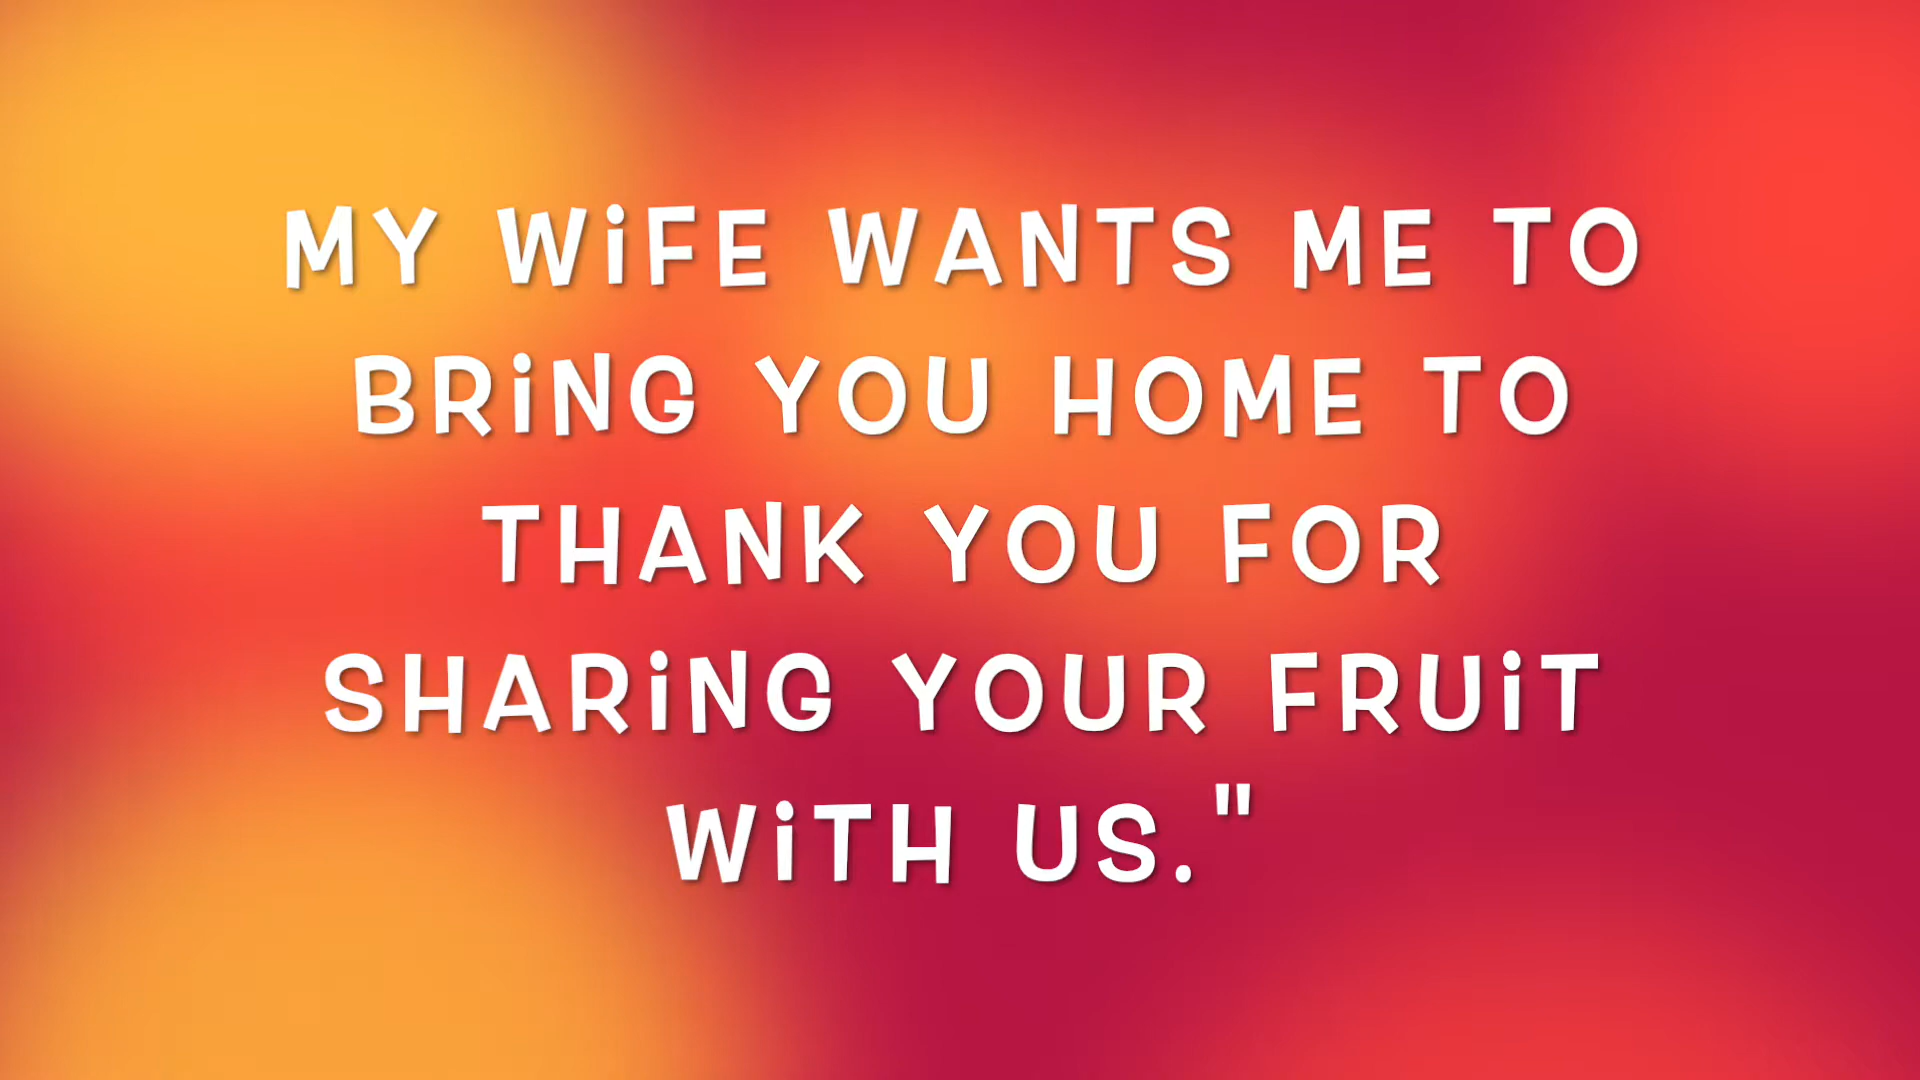 MY WiFE WANTS ME TO
BRiNG YOU HOME TO
THANK YOU FOR
SHARiNG YOUR FRUiT
WiTH US."